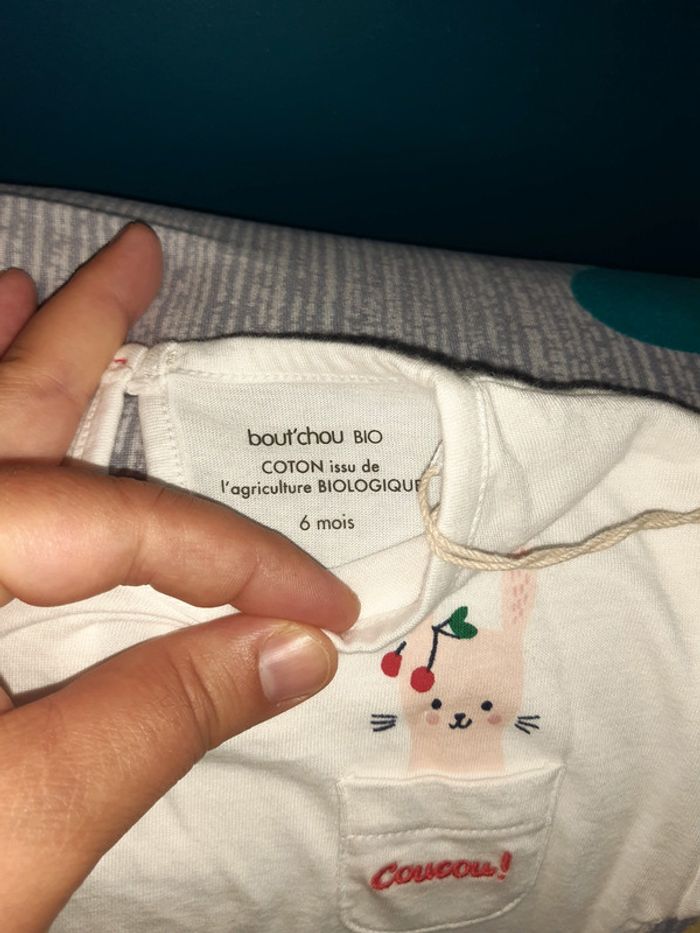 bout'chou BIO
COTON issu de
l'agriculture BIOLOGIQUE
6 mois
Coucou!